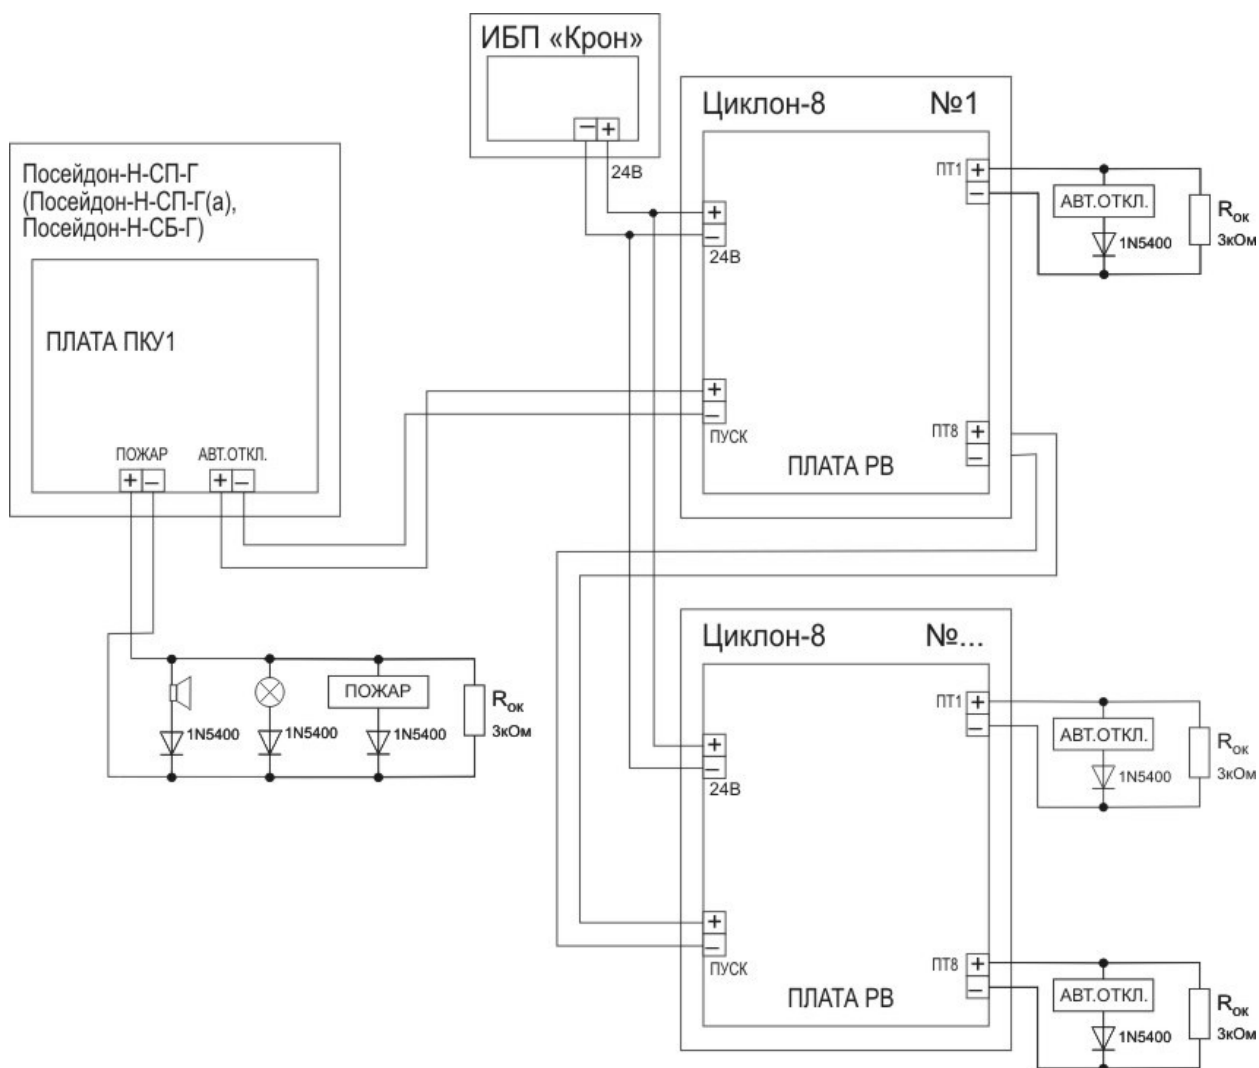 ИБП «Крон»
24В
Посейдон-Н-СП-Г
(Посейдон-Н-СП-Г(а),
Посейдон-Н-СБ-Г)
ПЛАТА ПКУ1
ПОЖАР
АВТ.ОТКЛ.
+ −
+ −
Циклон-8 №1
+
−
24В
+
−
ПУСК
ПТ1 +
−
ПТ8 +
−
ПЛАТА РВ
АВТ.ОТКЛ.
1N5400
Rок
3кОм
ПОЖАР
1N5400
1N5400
1N5400
Rок
3кОм
Циклон-8 №...
+
−
24В
+
−
ПУСК
ПТ1 +
−
ПТ8 +
−
ПЛАТА РВ
АВТ.ОТКЛ.
1N5400
Rок
3кОм
АВТ.ОТКЛ.
1N5400
Rок
3кОм